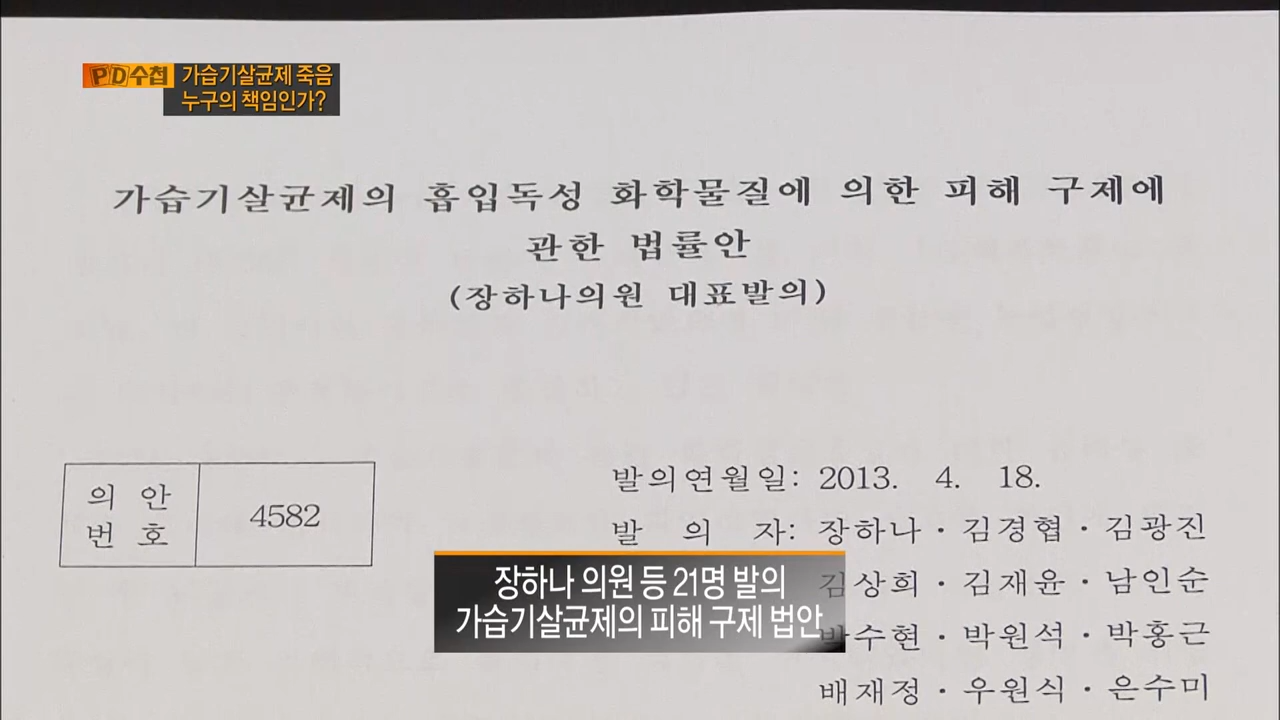 PD수첩 가습기살균제 죽음
누구의 책임인가?
가습기살균제의 흡입독성 화학물질에 의한 피해 구제에
관한 법률안
(장하나의원 대표발의)
의 안
번 호
4582
발의연월일: 2013. 4. 18.
발 의 자: 장하나·김경협·김광진
김상희·김재윤·남인순
박수현·박원석·박홍근
배재정·우원식·은수미
장하나 의원 등 21명 발의
가습기살균제의 피해 구제 법안